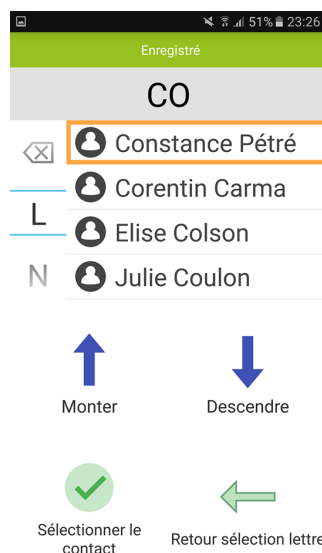 51% 23:26
Enregistré
CO
Constance Pétré
Corentin Carma
L
Elise Colson
N
Julie Coulon
Monter
Descendre
Sélectionner le
contact
Retour sélection lettre